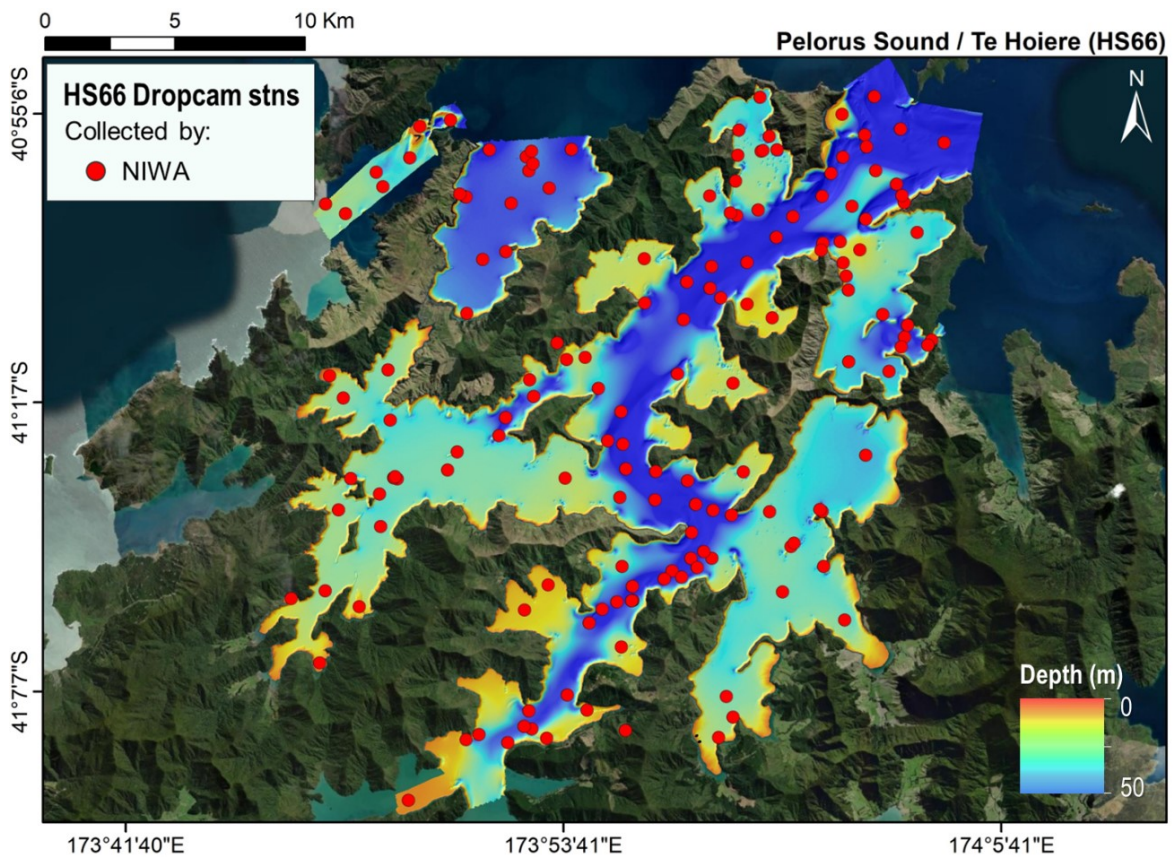 0 5 10 Km
Pelorus Sound / Te Hoiere (HS66)
HS66 Dropcam stns
Collected by:
NIWA
N
40°55'6"S
41°1'7"S
41°7'7"S
Depth (m)
0
50
173°41'40"E 173°53'41"E 174°5'41"E